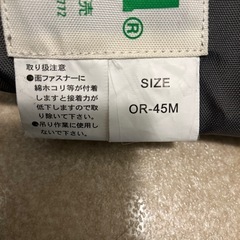 流
®
772
取り扱注意
●面ファスナーに
綿ホコリ等が付着
しますと接着力が
低下しますので取
り除いて下さい。
●吊り作業に使用し
ないで下さい。
SIZE
OR-45M